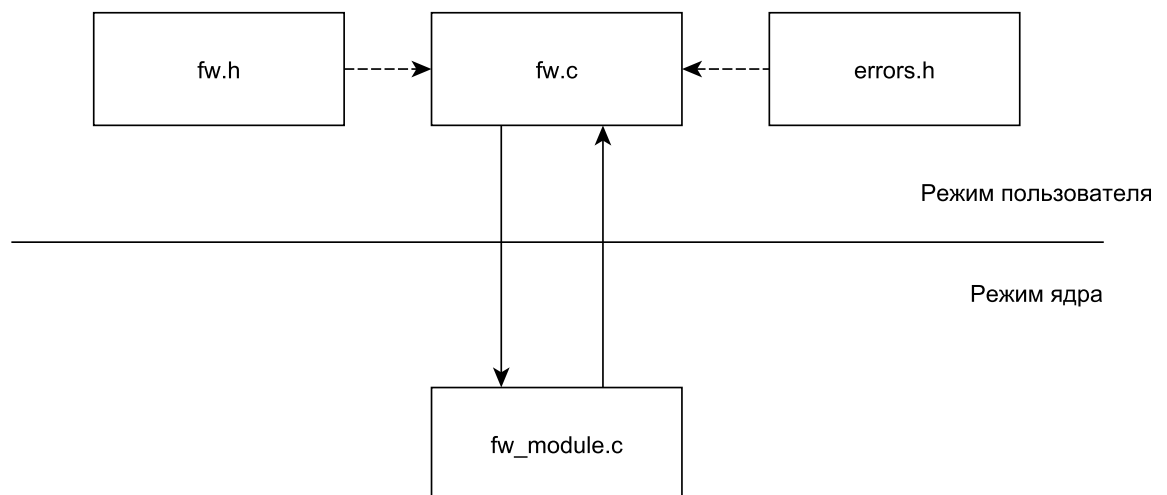 fw.h
fw.c
errors.h
Режим пользователя
Режим ядра
fw_module.c